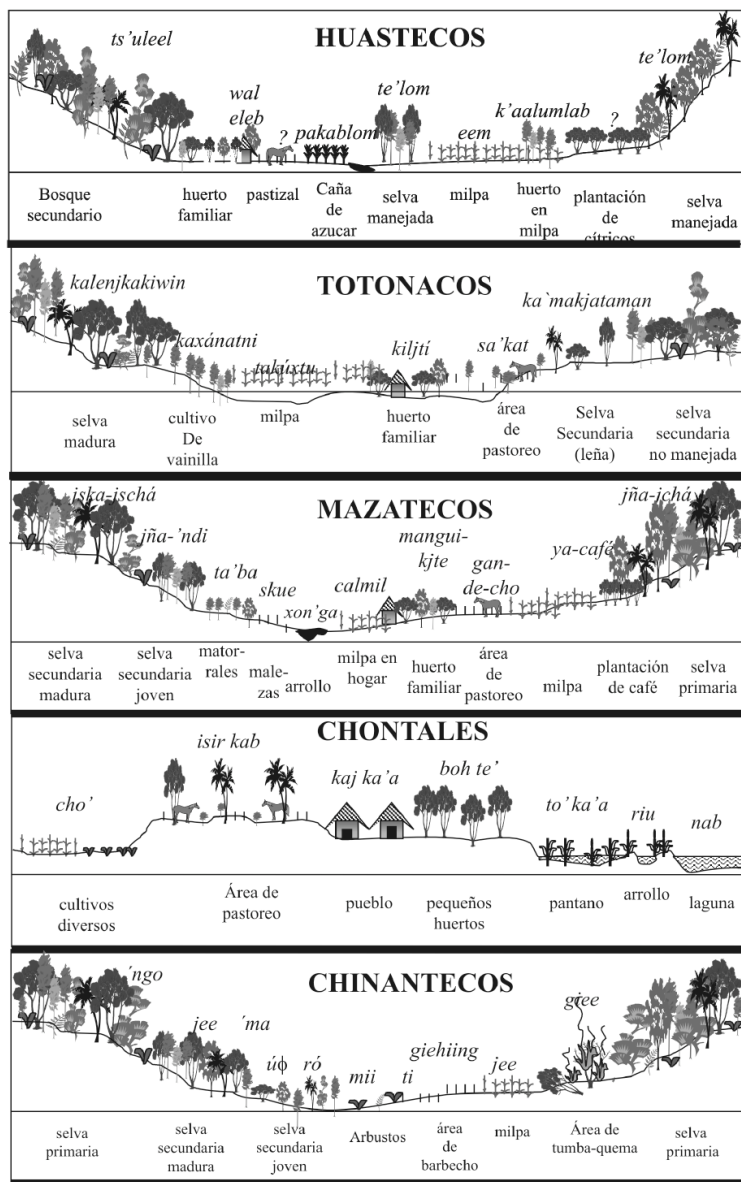 HUASTECOS
ts'uleel
wal
eleb
?
pakablom
te'lom
eem
k'aalumlab
?
te'lom
Bosque
secundario
huerto
familiar
pastizal
Caña
de
azucar
selva
manejada
milpa
huerto
en
milpa
plantación
de
cítricos
selva
manejada
TOTONACOS
kalenjkakiwin
kaxánatni
takúxtu
kiljtí
sa'kat
ka`makjataman
selva
madura
cultivo
De
vainilla
milpa
huerto
familiar
área
de
pastoreo
Selva
Secundaria
(leña)
selva
secundaria
no manejada
MAZATECOS
iska-ischá
jña-'ndi
ta'ba
skue
xon'ga
calmil
mangui-
kjte
gan-
de-cho
ya-café
jña-jchá
selva
secundaria
madura
selva
secundaria
joven
mator-
rales
male-
zas
arrollo
milpa en
hogar
huerto
familiar
área
de
pastoreo
milpa
plantación
de café
selva
primaria
CHONTALES
cho'
isir kab
kaj ka'a
boh te'
to' ka'a
riu
nab
cultivos
diversos
Área de
pastoreo
pueblo
pequeños
huertos
pantano
arrollo
laguna
CHINANTECOS
´ngo
jee ´ma
úɸ
ró
mii
ti
giehiing
jee
giee
selva
primaria
selva
secundaria
madura
selva
secundaria
joven
Arbustos
área
de
barbecho
milpa
Área de
tumba-quema
selva
primaria